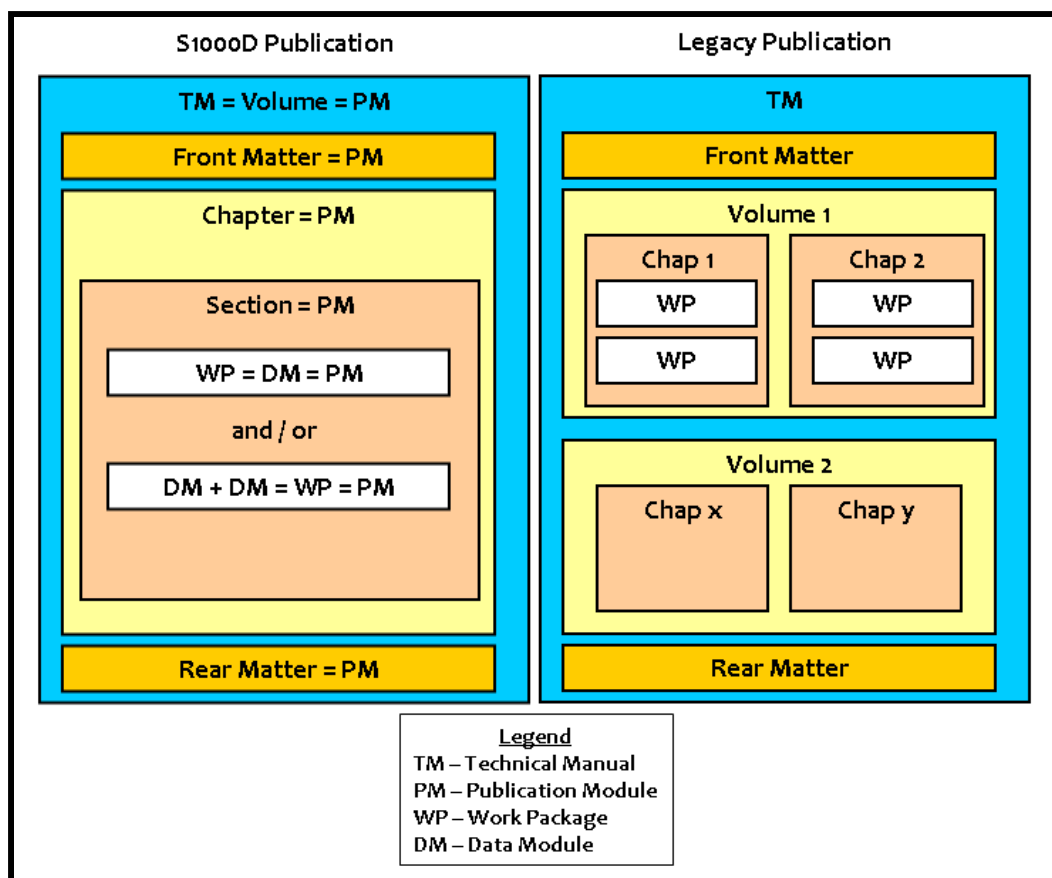 S1000D Publication
TM = Volume = PM
Front Matter = PM
Chapter = PM
Section = PM
WP = DM = PM
and / or
DM + DM = WP = PM
Rear Matter = PM
Legacy Publication
TM
Front Matter
Volume 1
Chap 1
WP
WP
Chap 2
WP
WP
Volume 2
Chap x
Chap y
Rear Matter
Legend
TM – Technical Manual
PM – Publication Module
WP – Work Package
DM – Data Module